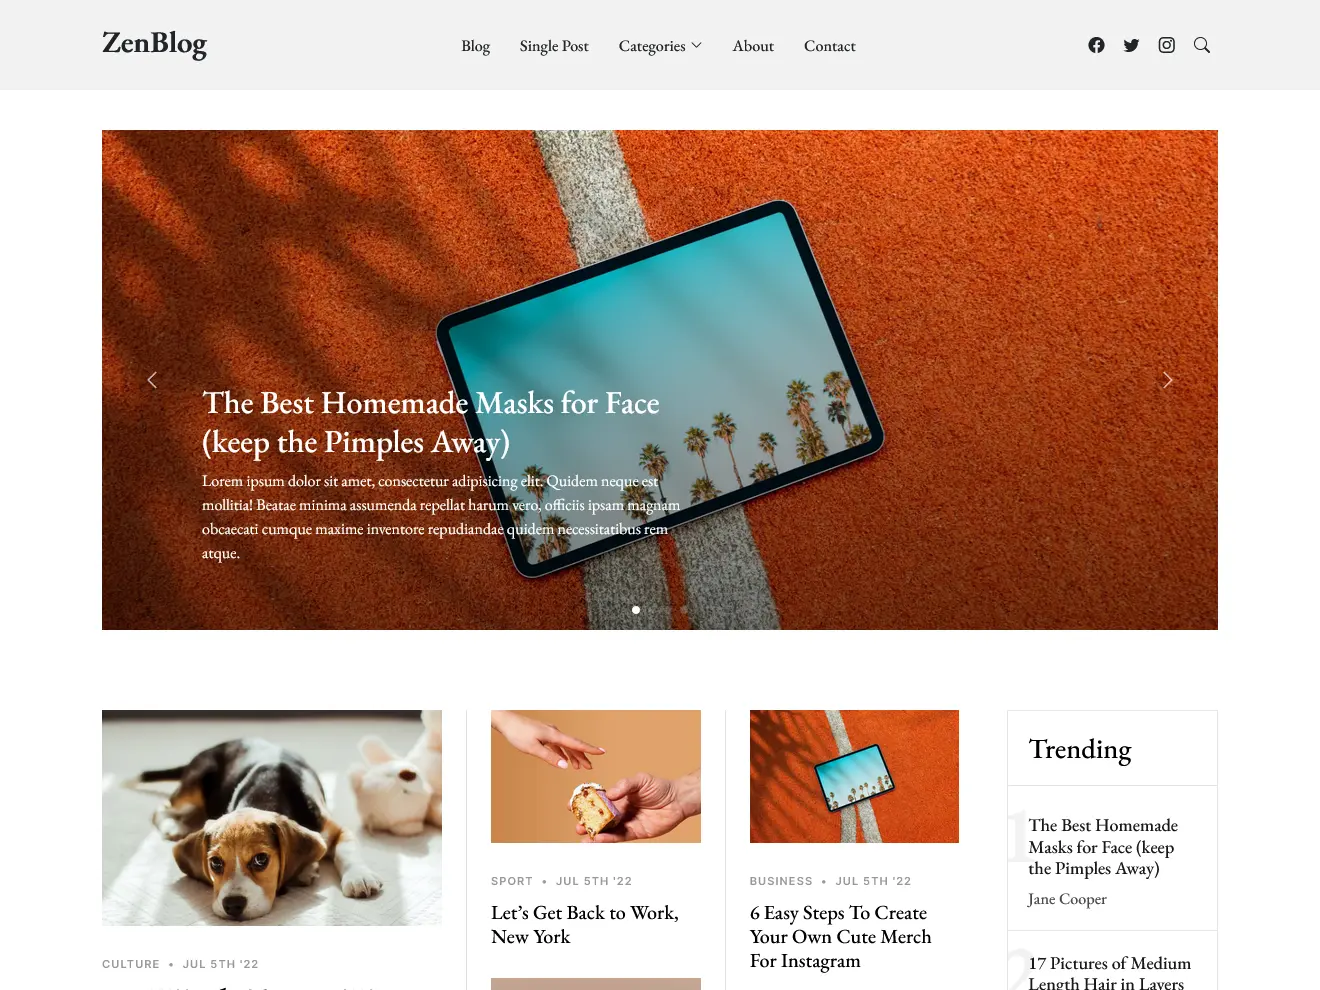 ZenBlog
Blog Single Post Categories About Contact
The Best Homemade Masks for Face
(keep the Pimples Away)
Lorem ipsum dolor sit amet, consectetur adipisicing elit. Quidem neque est
mollitia! Beatae minima assumenda repellat harum vero, officiis ipsam magnam
obcaecati cumque maxime inventore repudiandae quidem necessitatibus rem
atque.
CULTURE • JUL 5TH '22
SPORT • JUL 5TH '22
Let’s Get Back to Work,
New York
BUSINESS • JUL 5TH '22
6 Easy Steps To Create
Your Own Cute Merch
For Instagram
Trending
1
The Best Homemade
Masks for Face (keep
the Pimples Away)
Jane Cooper
2
17 Pictures of Medium
Length Hair in Layers